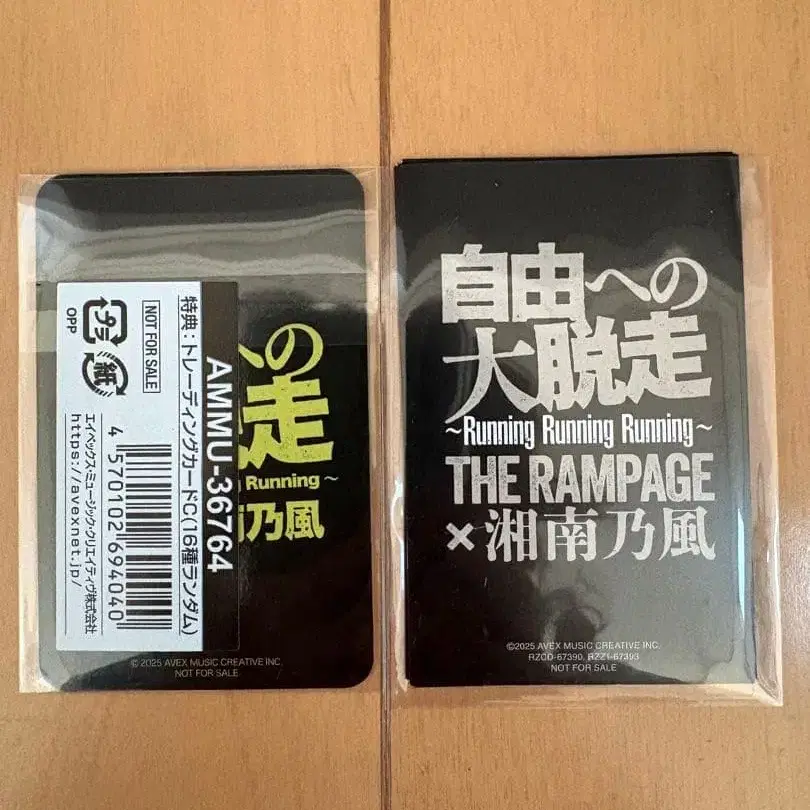 AMMU-36764
特典:トレーディングカードC(16種ランダム)
NOT FOR SALE
プラ
紙
OPP
4 570102 694040
エイベックス・ミュージック・クリエイティヴ株式会社
https://avexnet.jp/
への
走
Running~
乃風
©2025 AVEX MUSIC CREATIVE INC.
NOT FOR SALE
自由への
大脱走
~Running Running Running~
THE RAMPAGE
×湘南乃風
©2025 AVEX MUSIC CREATIVE INC.
RZCD-67390, RZZ1-67393
NOT FOR SALE